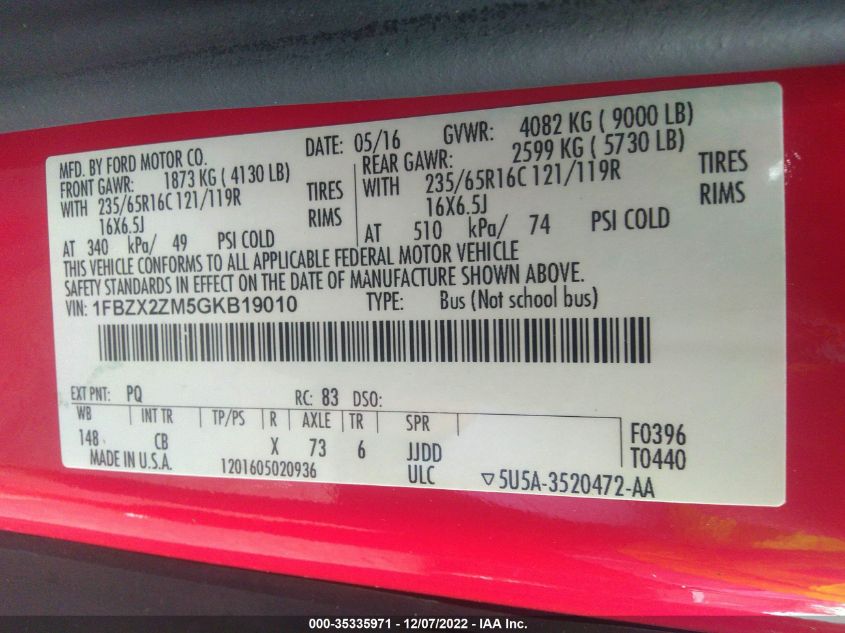 MFD. BY FORD MOTOR CO. DATE: 05/16 GVWR: 4082 KG ( 9000 LB)
FRONT GAWR: 1873 KG ( 4130 LB) REAR GAWR: 2599 KG ( 5730 LB)
WITH 235/65R16C 121/119R TIRES WITH 235/65R16C 121/119R TIRES
16X6.5J RIMS 16X6.5J RIMS
AT 340 kPa/ 49 PSI COLD AT 510 kPa/ 74 PSI COLD
THIS VEHICLE CONFORMS TO ALL APPLICABLE FEDERAL MOTOR VEHICLE
SAFETY STANDARDS IN EFFECT ON THE DATE OF MANUFACTURE SHOWN ABOVE.
VIN: 1FBZX2ZM5GKB19010 TYPE: Bus (Not school bus)
EXT PNT: PQ RC: 83 DSO:
WB INT TR TP/PS R AXLE TR SPR
148 CB X 73 6 JJDD F0396
MADE IN U.S.A. 1201605020936 ULC T0440
▽5U5A-3520472-AA
000-35335971 - 12/07/2022 - IAA Inc.